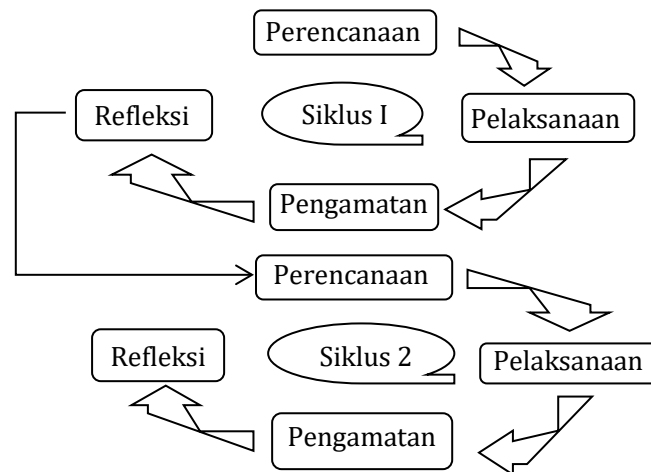 Perencanaan
Refleksi
Siklus I
Pelaksanaan
Pengamatan
Perencanaan
Refleksi
Siklus 2
Pelaksanaan
Pengamatan